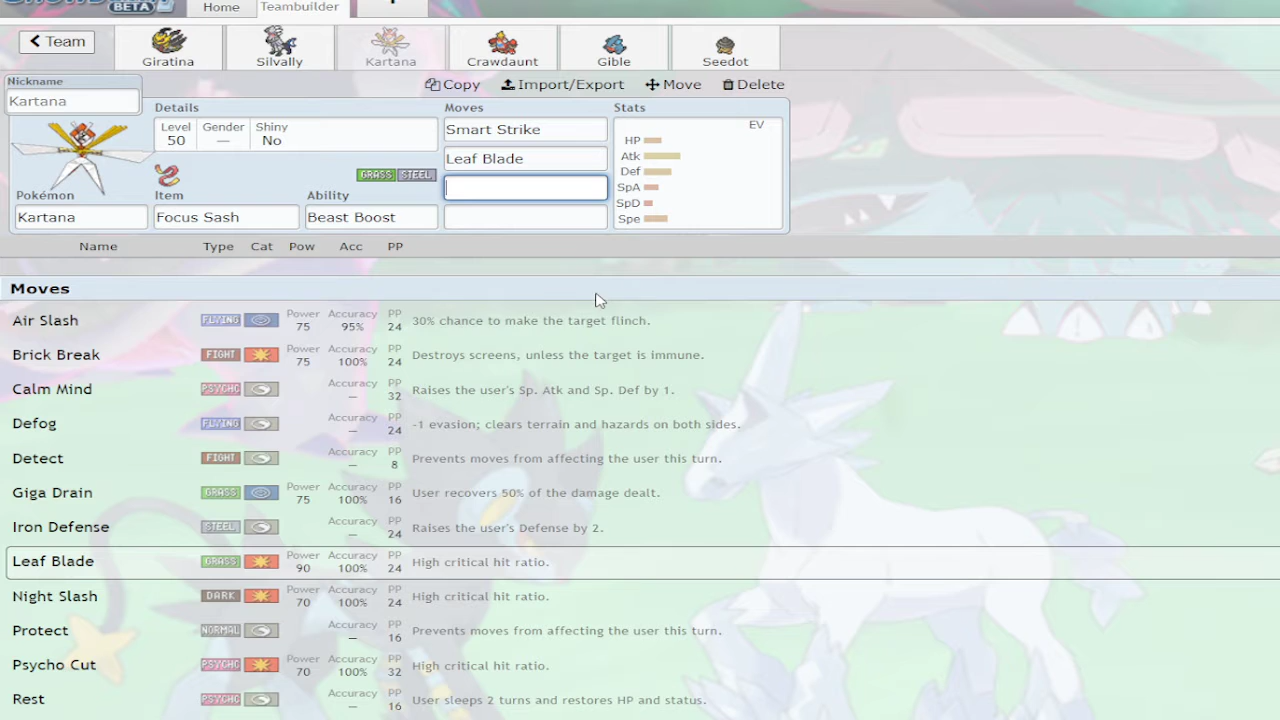 BETA
Home
Teambuilder
Team
Giratina
Silvally
Kartana
Crawdaunt
Gible
Seedot
Copy
Import/Export
Move
Delete
Nickname
Kartana
Details
Level
50
Gender
—
Shiny
No
GRASS STEEL
Pokémon
Kartana
Item
Focus Sash
Ability
Beast Boost
Moves
Smart Strike
Leaf Blade
Stats
EV
HP
Atk
Def
SpA
SpD
Spe
Name Type Cat Pow Acc PP
Moves
Air Slash FLYING Power 75 Accuracy 95% PP 24 30% chance to make the target flinch.
Brick Break FIGHT Power 75 Accuracy 100% PP 24 Destroys screens, unless the target is immune.
Calm Mind PSYCHC Accuracy — PP 32 Raises the user's Sp. Atk and Sp. Def by 1.
Defog FLYING Accuracy — PP 24 -1 evasion; clears terrain and hazards on both sides.
Detect FIGHT Accuracy — PP 8 Prevents moves from affecting the user this turn.
Giga Drain GRASS Power 75 Accuracy 100% PP 16 User recovers 50% of the damage dealt.
Iron Defense STEEL Accuracy — PP 24 Raises the user's Defense by 2.
Leaf Blade GRASS Power 90 Accuracy 100% PP 24 High critical hit ratio.
Night Slash DARK Power 70 Accuracy 100% PP 24 High critical hit ratio.
Protect NORMAL Accuracy — PP 16 Prevents moves from affecting the user this turn.
Psycho Cut PSYCHC Power 70 Accuracy 100% PP 32 High critical hit ratio.
Rest PSYCHC Accuracy — PP 16 User sleeps 2 turns and restores HP and status.